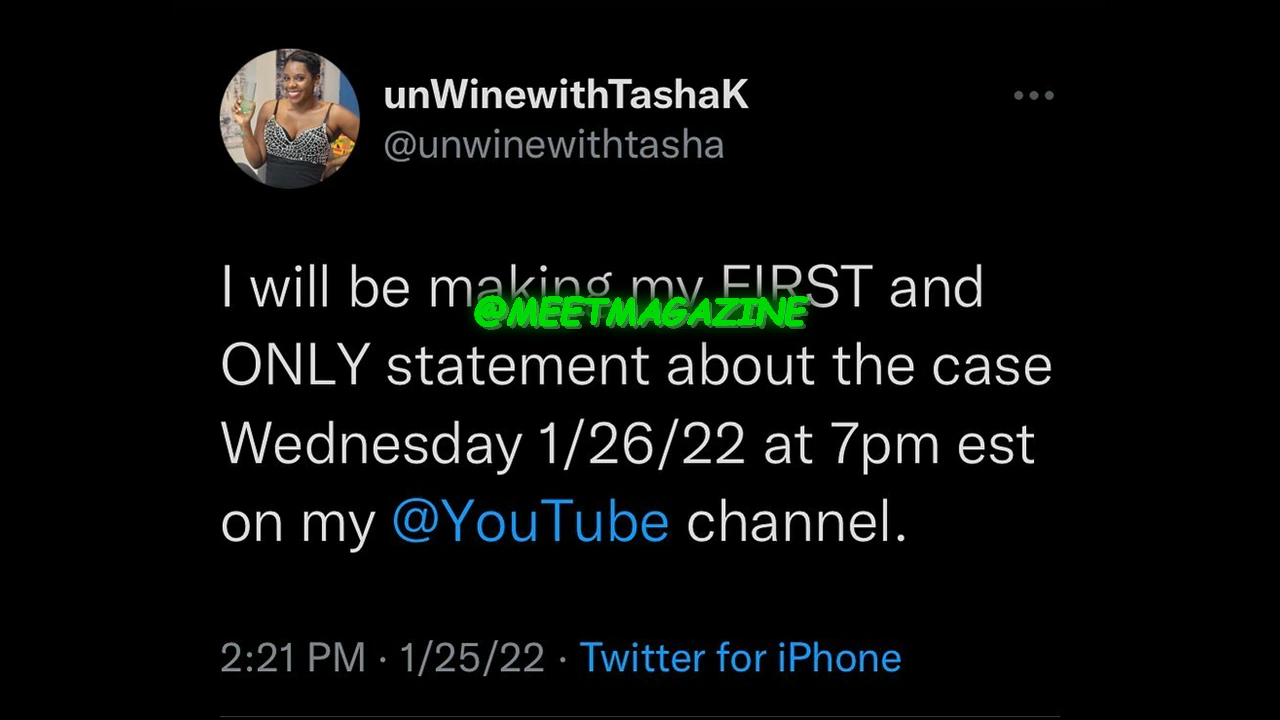 unWinewithTashaK
@unwinewithtasha
I will be making my FIRST and
@MEETMAGAZINE
ONLY statement about the case
Wednesday 1/26/22 at 7pm est
on my @YouTube channel.
2:21 PM · 1/25/22 · Twitter for iPhone